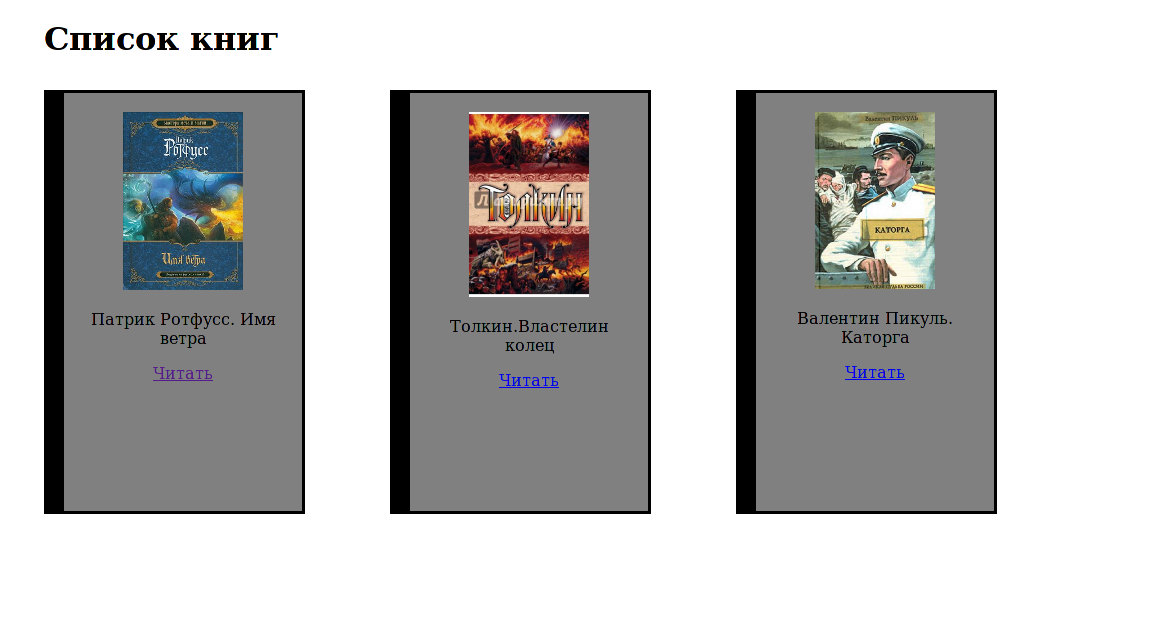 Список книг
Патрик
Ротфусс
Имя ветра
Патрик Ротфусс. Имя
ветра
Читать
Толкин
Толкин.Властелин
колец
Читать
Валентин ПИКУЛЬ
КАТОРГА
Валентин Пикуль.
Каторга
Читать